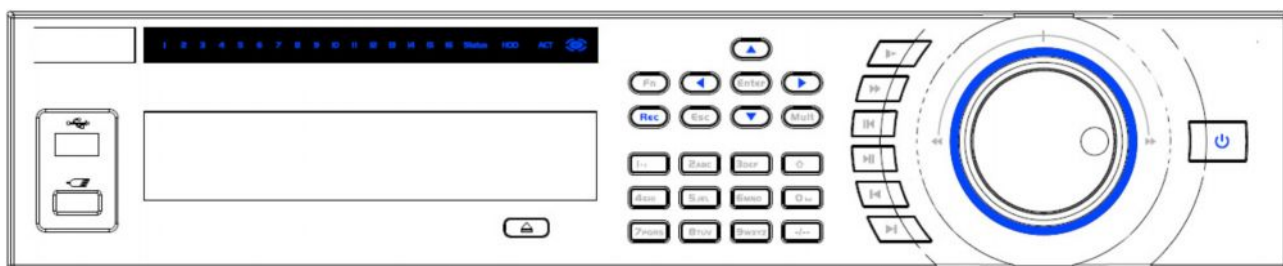 1 2 3 4 5 6 7 8 9 10 11 12 13 14 15 16 Status HDD ACT
Fn Enter
Rec Esc Mult
1 2ABC 3DEF
4GHI 5JKL 6MNO 0
7PQRS 8TUV 9WXYZ -/--